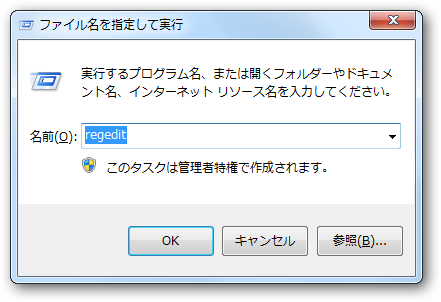 ファイル名を指定して実行
実行するプログラム名、または開くフォルダーやドキュメ
ント名、インターネット リソース名を入力してください。
名前(O): regedit
このタスクは管理者特権で作成されます。
OK キャンセル 参照(B)...